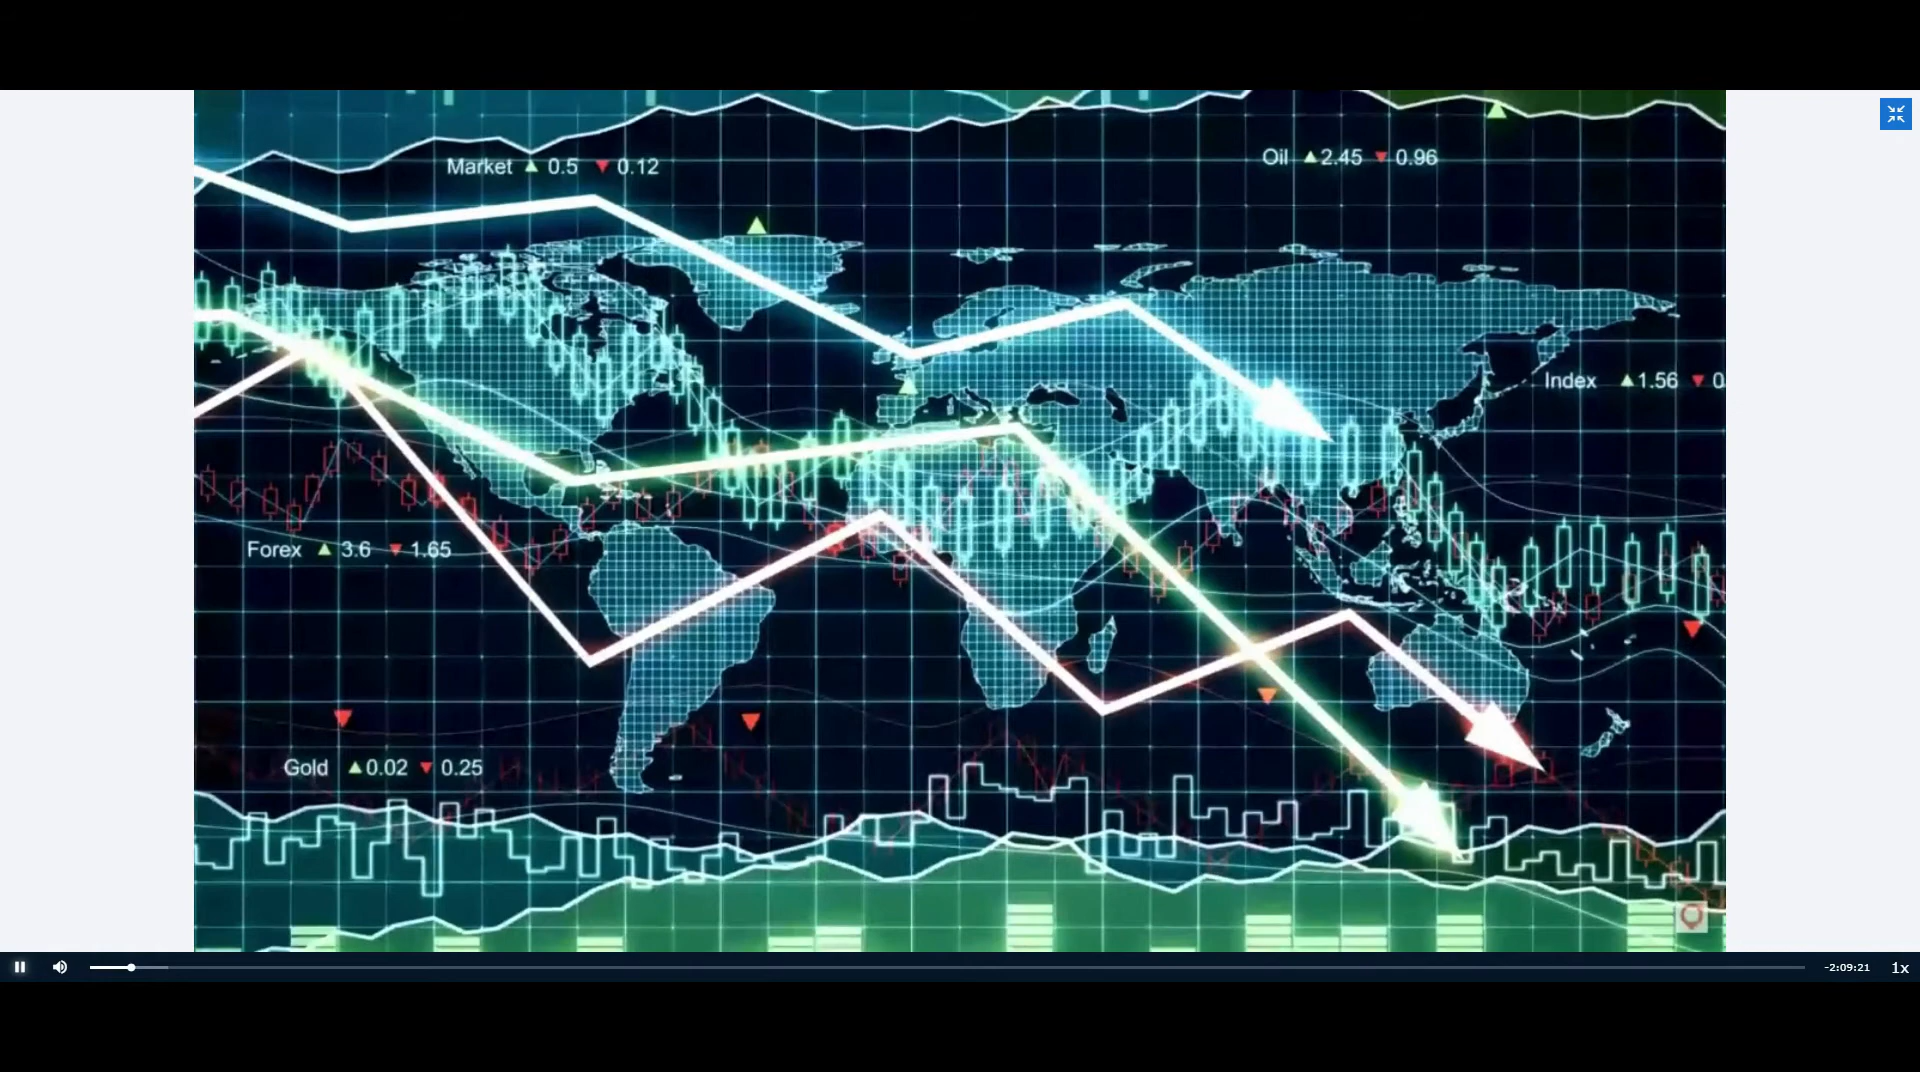 Market ▲ 0.5 ▼ 0.12
Oil ▲2.45 ▼ 0.96
Index ▲1.56 ▼ 0
Forex ▲ 3.6 ▼ 1.65
Gold ▲0.02 ▼ 0.25
-2:09:21 1x